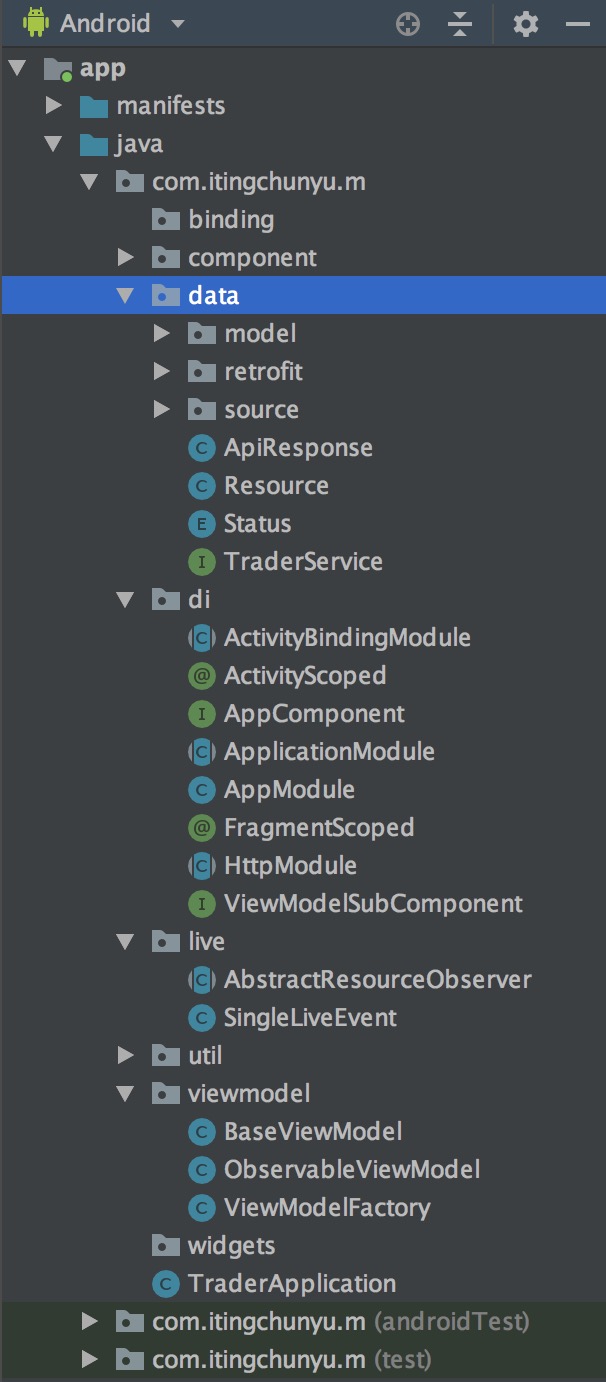 Android
app
manifests
java
com.itingchunyu.m
binding
component
data
model
retrofit
source
C ApiResponse
C Resource
E Status
I TraderService
di
C ActivityBindingModule
@ ActivityScoped
I AppComponent
C ApplicationModule
C AppModule
@ FragmentScoped
C HttpModule
I ViewModelSubComponent
live
C AbstractResourceObserver
C SingleLiveEvent
util
viewmodel
C BaseViewModel
C ObservableViewModel
C ViewModelFactory
widgets
C TraderApplication
com.itingchunyu.m (androidTest)
com.itingchunyu.m (test)